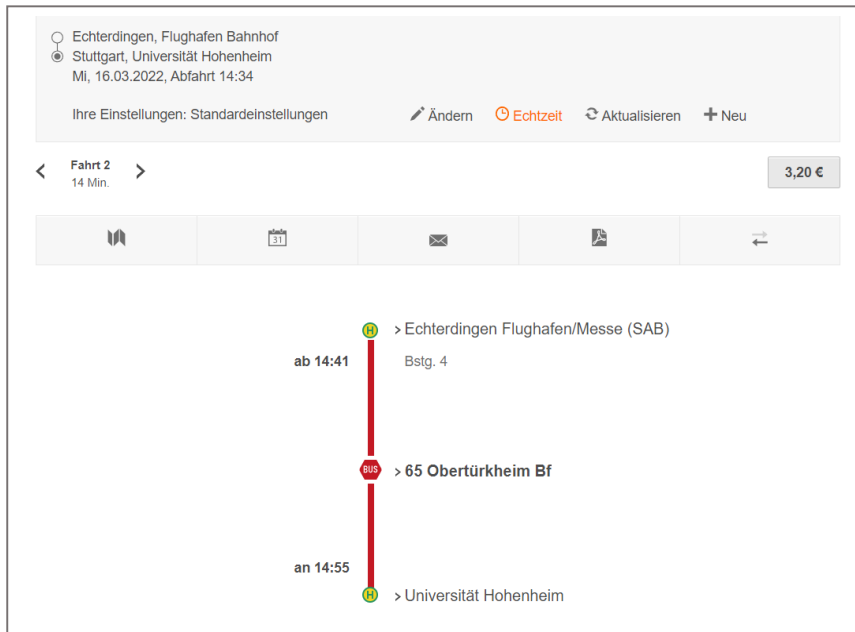 Echterdingen, Flughafen Bahnhof
Stuttgart, Universität Hohenheim
Mi, 16.03.2022, Abfahrt 14:34
Ihre Einstellungen: Standardeinstellungen Ändern Echtzeit Aktualisieren Neu
Fahrt 2
14 Min.
3,20 €
31
H > Echterdingen Flughafen/Messe (SAB)
ab 14:41 Bstg. 4
BUS > 65 Obertürkheim Bf
an 14:55
H > Universität Hohenheim